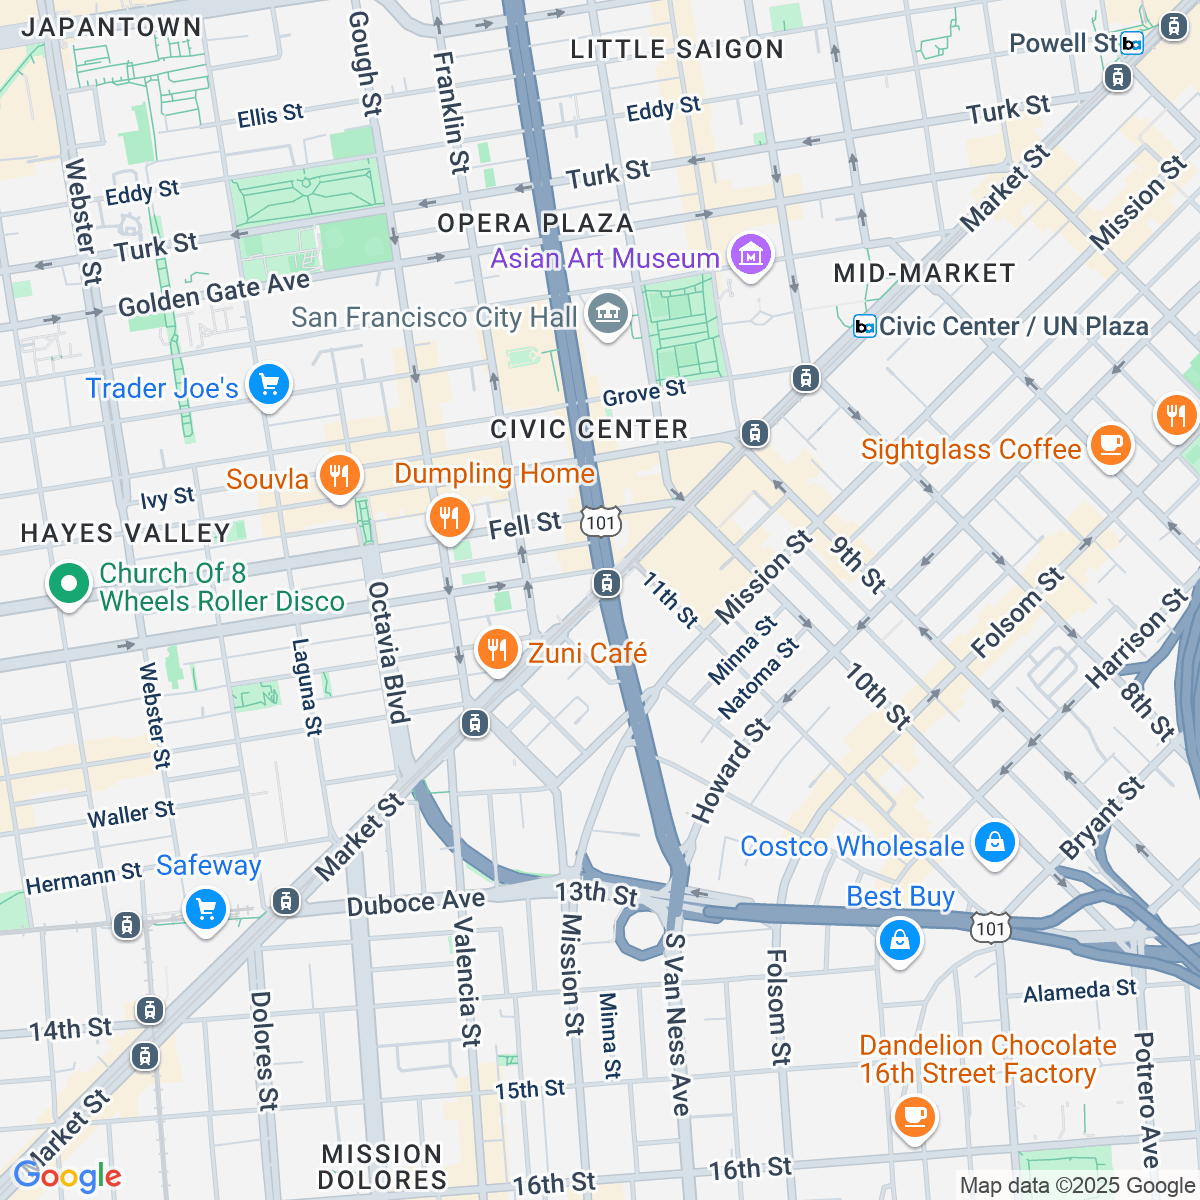 JAPANTOWN
Gough St
Franklin St
LITTLE SAIGON
Powell St
Ellis St
Eddy St
Turk St
Market St
Mission St
Webster St
Eddy St
Turk St
Turk St
OPERA PLAZA
Asian Art Museum
MID-MARKET
Golden Gate Ave
San Francisco City Hall
Civic Center / UN Plaza
Trader Joe's
Grove St
CIVIC CENTER
Sightglass Coffee
Souvla
Dumpling Home
Ivy St
HAYES VALLEY
Fell St
101
Church Of 8
Wheels Roller Disco
Mission St
9th St
11th St
Folsom St
Octavia Blvd
Laguna St
Zuni Café
Minna St
Natoma St
Harrison St
Webster St
10th St
8th St
Howard St
Waller St
Market St
Bryant St
Costco Wholesale
Safeway
Hermann St
Best Buy
Duboce Ave
13th St
101
Valencia St
Mission St
S Van Ness Ave
Folsom St
Dolores St
Minna St
Alameda St
14th St
Dandelion Chocolate
16th Street Factory
Potrero Ave
15th St
Market St
MISSION
DOLORES
16th St
16th St
Google
Map data ©2025 Google